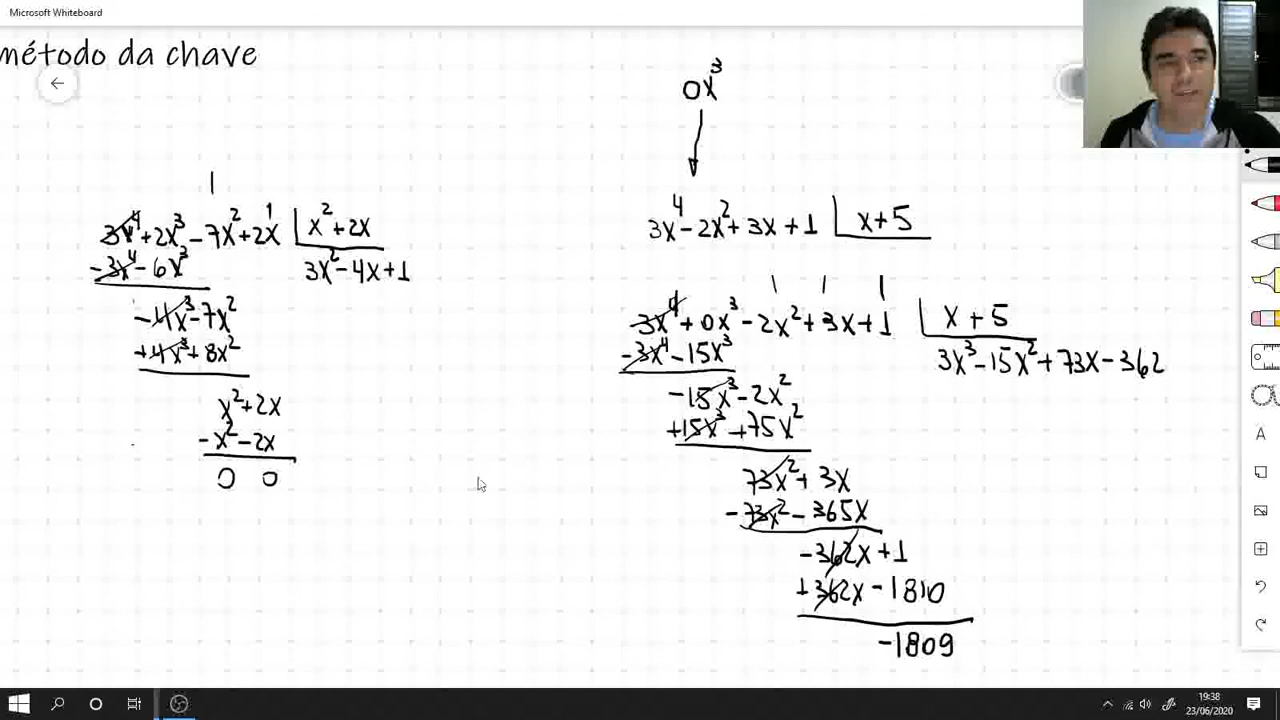 Microsoft Whiteboard
método da chave
0x³
3x⁴+2x³-7x²+2x | x²+2x
-3x⁴-6x³ 3x²-4x+1
-4x³-7x²
+4x³+8x²
x²+2x
-x²-2x
0 0
3x⁴-2x²+3x+1 | x+5
3x⁴+0x³-2x²+3x+1 | x+5
-3x⁴-15x³ 3x³-15x²+73x-362
-15x³-2x²
+15x³+75x²
73x²+3x
-73x²-365x
-362x+1
+362x-1810
-1809
A
19:38
23/06/2020